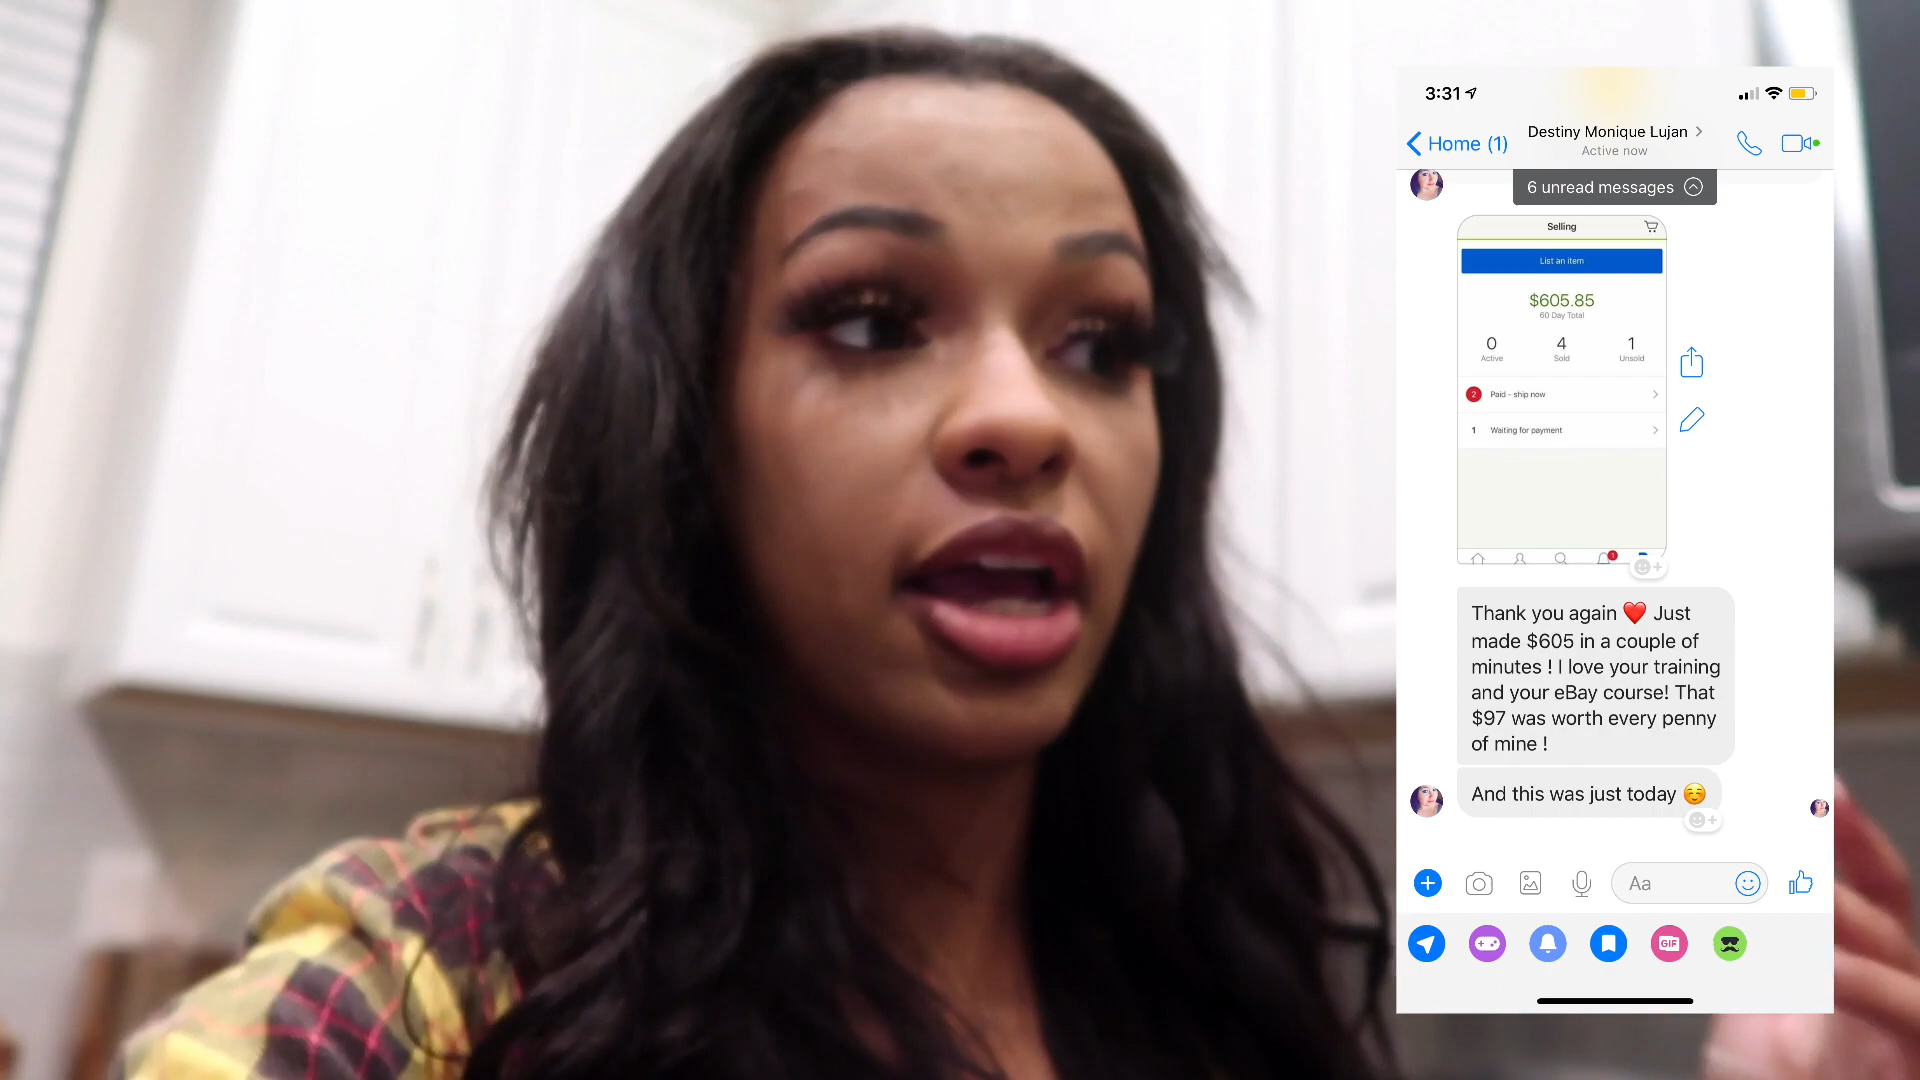 3:31
Home (1)
Destiny Monique Lujan
Active now
6 unread messages
Selling
List an item
$605.85
60 Day Total
0 4 1
Active Sold Unsold
2 Paid - ship now
1 Waiting for payment
1
Thank you again ❤️ Just
made $605 in a couple of
minutes ! I love your training
and your eBay course! That
$97 was worth every penny
of mine !
And this was just today ☺️
Aa
GIF